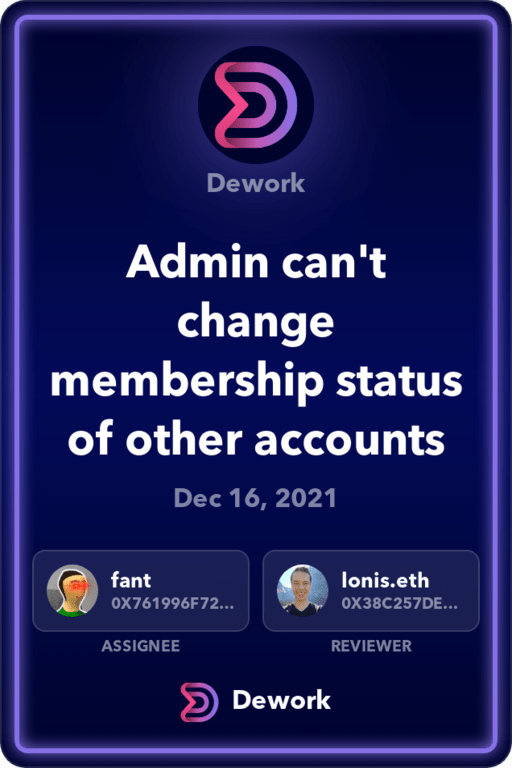 Dework
Admin can't
change
membership status
of other accounts
Dec 16, 2021
fant
0X761996F72...
lonis.eth
0X38C257DE...
ASSIGNEE
REVIEWER
Dework